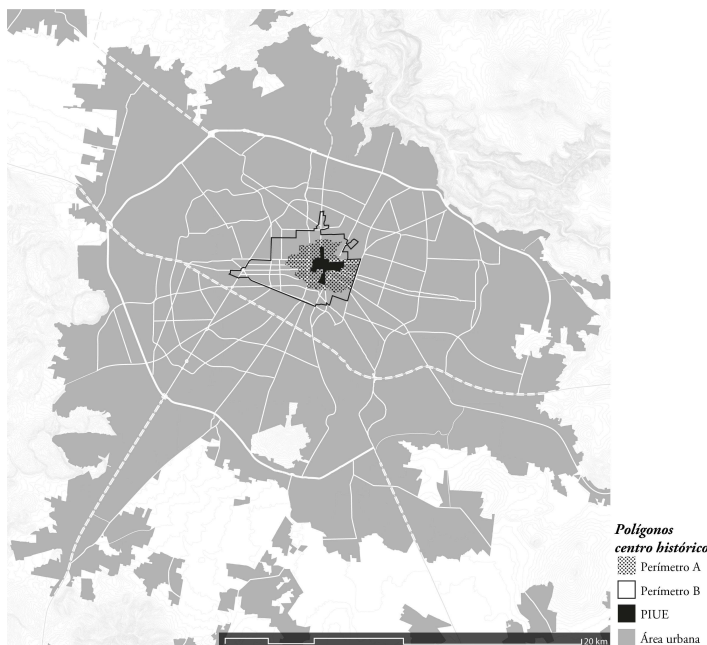 Polígonos
centro histórico
Perímetro A
Perímetro B
PIUE
Área urbana
20 km